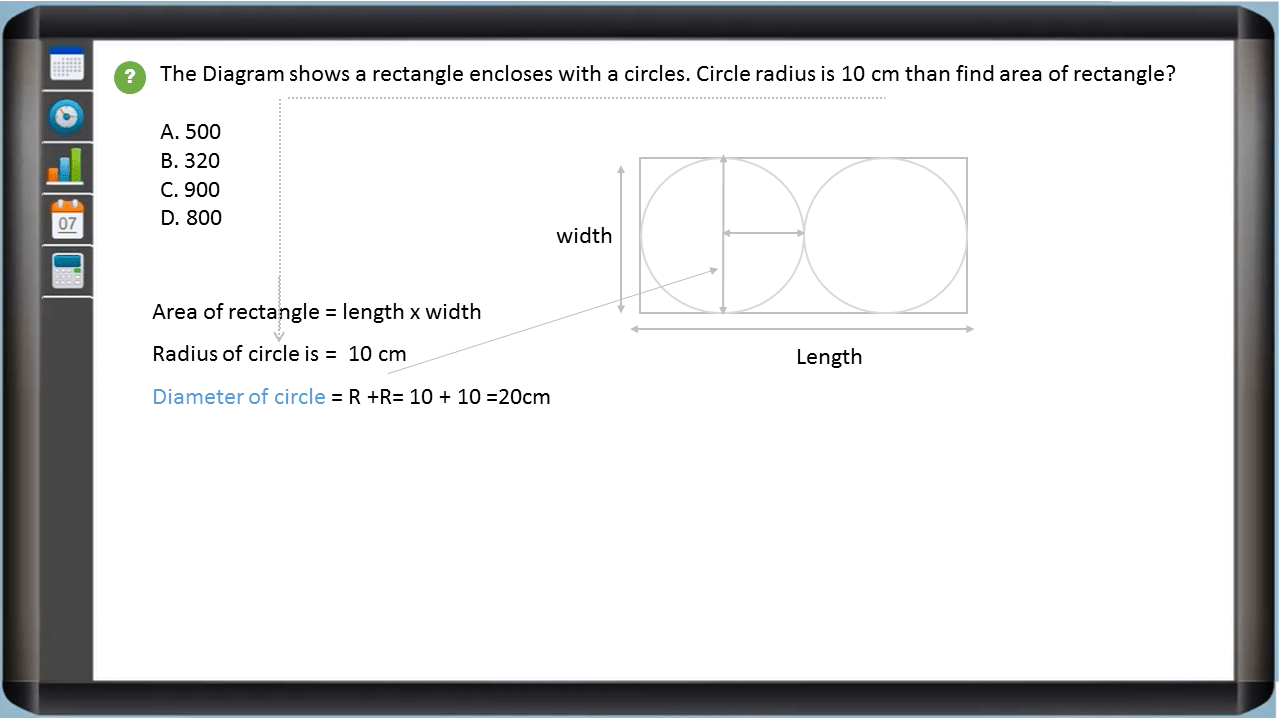 ? The Diagram shows a rectangle encloses with a circles. Circle radius is 10 cm than find area of rectangle?
A. 500
B. 320
C. 900
D. 800
07
width
Length
Area of rectangle = length x width
Radius of circle is = 10 cm
Diameter of circle = R +R= 10 + 10 =20cm